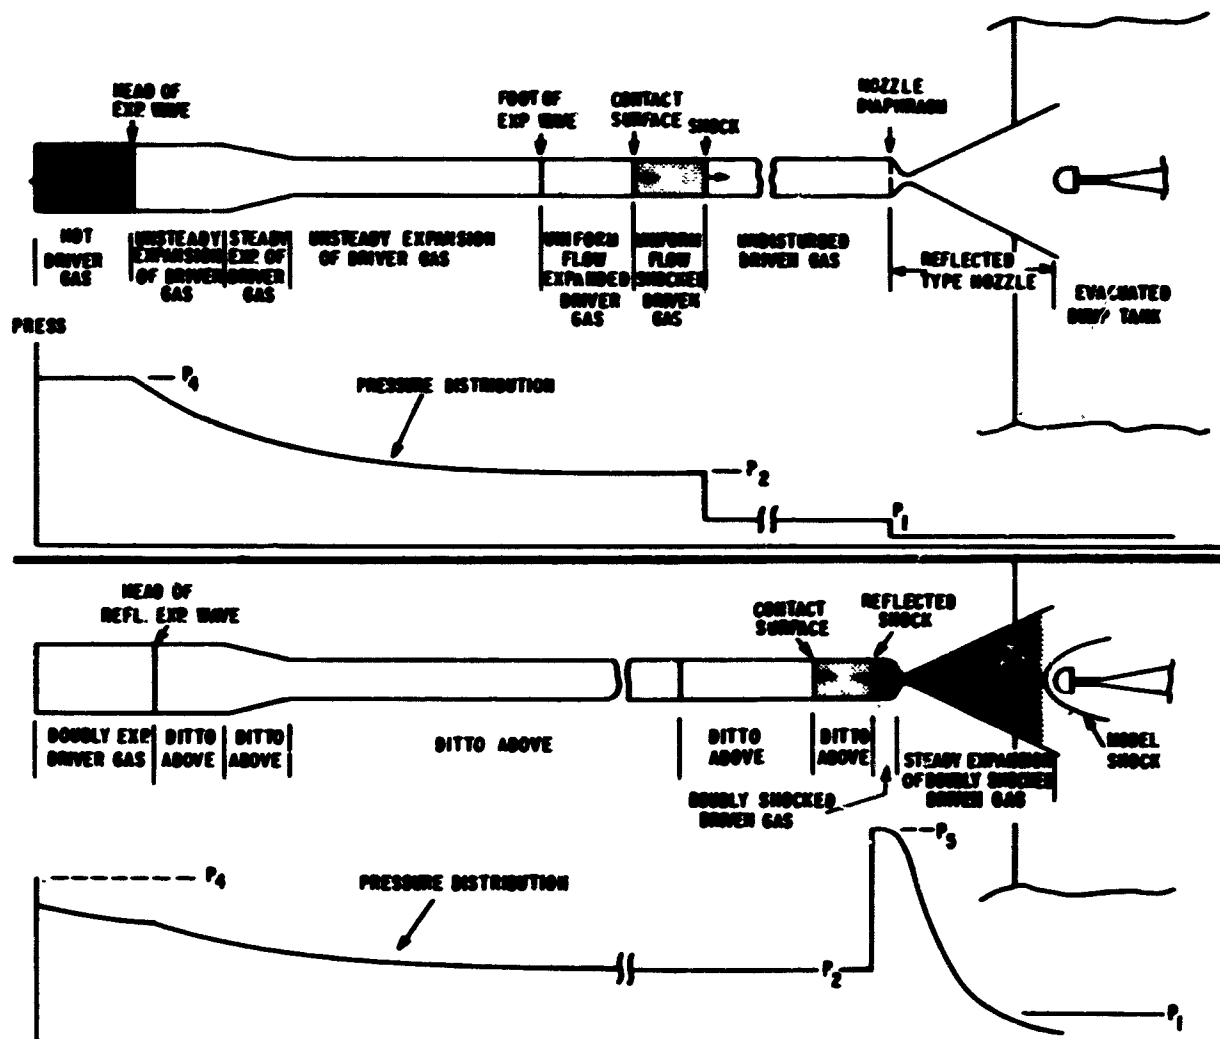 HEAD OF
EXP. WAVE
FOOT OF
EXP WAVE
CONTACT
SURFACE
SHOCK
NOZZLE
DIAPHRAGM
HOT
DRIVER
GAS
UNSTEADY
EXPANSION
OF DRIVER
GAS
STEADY
EXP. OF
DRIVER
GAS
UNSTEADY EXPANSION
OF DRIVER GAS
UNIFORM
FLOW
EXPANDED
DRIVER
GAS
UNIFORM
FLOW
SHOCKED
DRIVEN
GAS
UNDISTURBED
DRIVEN GAS
REFLECTED
TYPE NOZZLE
EVACUATED
DUMP TANK
PRESS
P4
PRESSURE DISTRIBUTION
P2
P1
HEAD OF
REFL. EXP. WAVE
CONTACT
SURFACE
REFLECTED
SHOCK
DOUBLY EXP.
DRIVER GAS
DITTO
ABOVE
DITTO
ABOVE
DITTO ABOVE
DITTO
ABOVE
DITTO
ABOVE
DOUBLY SHOCKED
DRIVEN GAS
STEADY EXPANSION
OF DOUBLY SHOCKED
DRIVEN GAS
MODEL
SHOCK
P4
PRESSURE DISTRIBUTION
P2
P5
P1